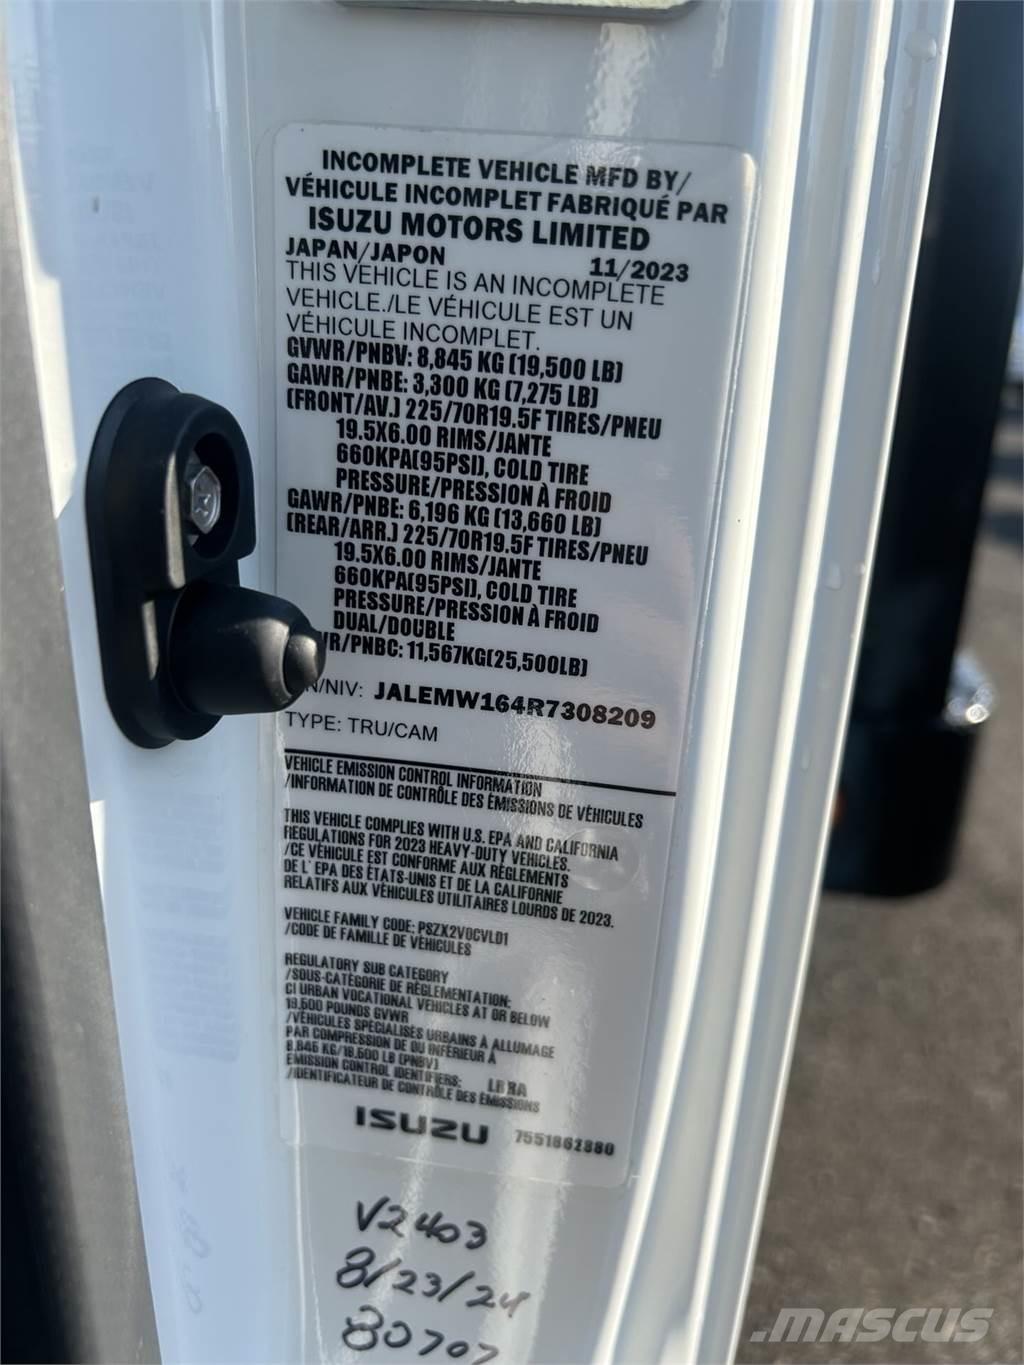 INCOMPLETE VEHICLE MFD BY/
VÉHICULE INCOMPLET FABRIQUÉ PAR
ISUZU MOTORS LIMITED
JAPAN/JAPON 11/2023
THIS VEHICLE IS AN INCOMPLETE
VEHICLE./LE VÉHICULE EST UN
VÉHICULE INCOMPLET.
GVWR/PNBV: 8,845 KG (19,500 LB)
GAWR/PNBE: 3,300 KG (7,275 LB)
(FRONT/AV.) 225/70R19.5F TIRES/PNEU
19.5X6.00 RIMS/JANTE
660KPA(95PSI), COLD TIRE
PRESSURE/PRESSION À FROID
GAWR/PNBE: 6,196 KG (13,660 LB)
(REAR/ARR.) 225/70R19.5F TIRES/PNEU
19.5X6.00 RIMS/JANTE
660KPA(95PSI), COLD TIRE
PRESSURE/PRESSION À FROID
DUAL/DOUBLE
R/PNBC: 11,567KG(25,500LB)
N/NIV: JALEMW164R7308209
TYPE: TRU/CAM
VEHICLE EMISSION CONTROL INFORMATION
/INFORMATION DE CONTRÔLE DES ÉMISSIONS DE VÉHICULES
THIS VEHICLE COMPLIES WITH U.S. EPA AND CALIFORNIA
REGULATIONS FOR 2023 HEAVY-DUTY VEHICLES.
/CE VÉHICULE EST CONFORME AUX RÈGLEMENTS
DE L'EPA DES ÉTATS-UNIS ET DE LA CALIFORNIE
RELATIFS AUX VÉHICULES UTILITAIRES LOURDS DE 2023.
VEHICLE FAMILY CODE: PSZX2VOCVLD1
/CODE DE FAMILLE DE VÉHICULES
REGULATORY SUB CATEGORY
/SOUS-CATÉGORIE DE RÉGLEMENTATION:
CI URBAN VOCATIONAL VEHICLES AT OR BELOW
19,500 POUNDS GVWR
/VÉHICULES SPÉCIALISÉS URBAINS À ALLUMAGE
PAR COMPRESSION DE OU INFÉRIEUR À
8,845 KG/19,500 LB (PNBV)
EMISSION CONTROL IDENTIFIERS:
/IDENTIFICATEUR DE CONTRÔLE DES ÉMISSIONS
ISUZU 7551862880
V2403
8/23/24
80707
MASCUS